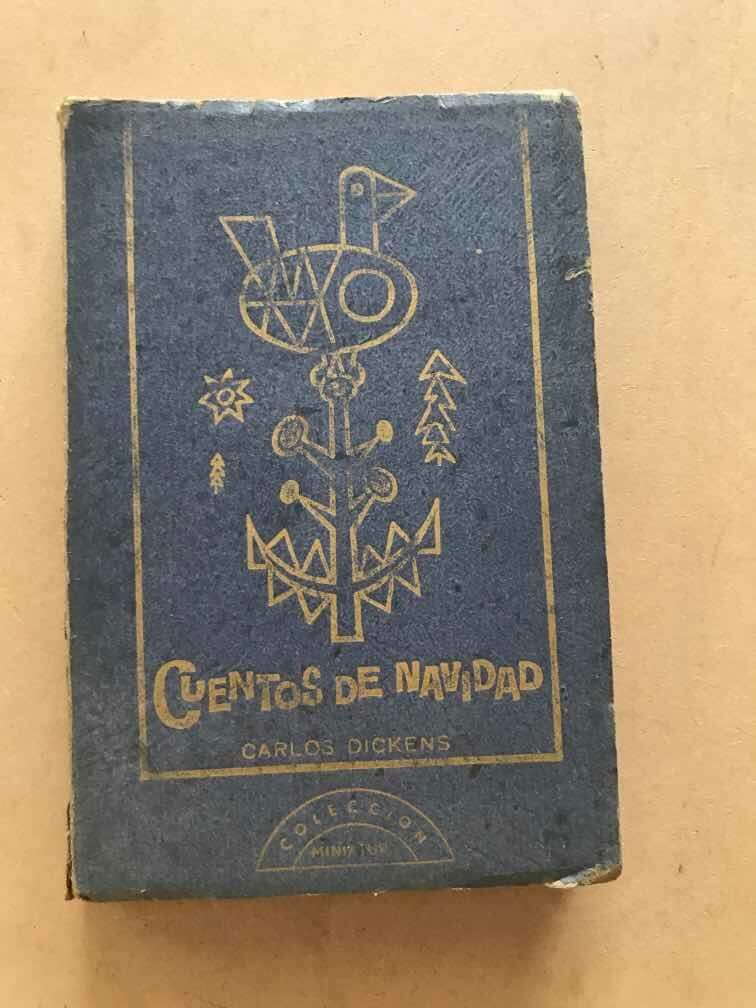 CUENTOS DE NAVIDAD
CARLOS DICKENS
COLECCION